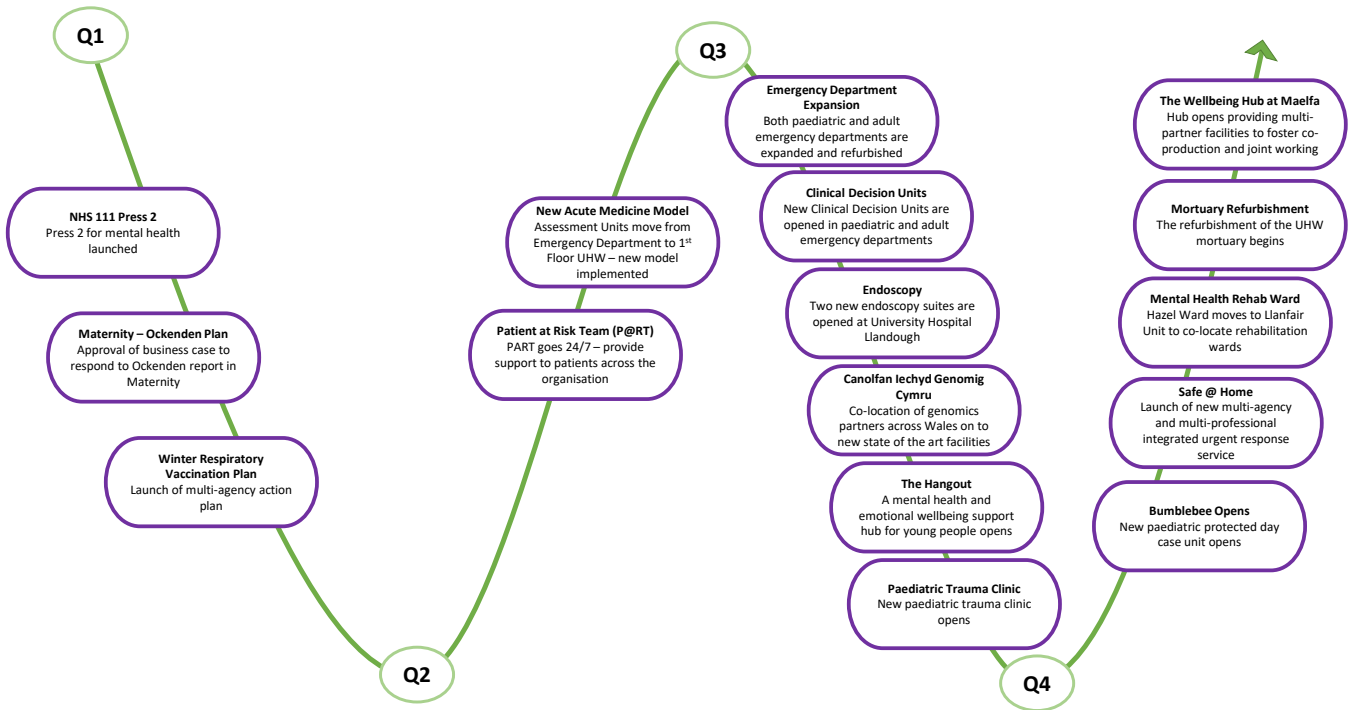 Q1
NHS 111 Press 2
Press 2 for mental health
launched
Maternity – Ockenden Plan
Approval of business case to
respond to Ockenden report in
Maternity
Winter Respiratory
Vaccination Plan
Launch of multi-agency action
plan
Q2
Patient at Risk Team (P@RT)
PART goes 24/7 – provide
support to patients across the
organisation
New Acute Medicine Model
Assessment Units move from
Emergency Department to 1st
Floor UHW – new model
implemented
Q3
Emergency Department
Expansion
Both paediatric and adult
emergency departments are
expanded and refurbished
Clinical Decision Units
New Clinical Decision Units are
opened in paediatric and adult
emergency departments
Endoscopy
Two new endoscopy suites are
opened at University Hospital
Llandough
Canolfan Iechyd Genomig
Cymru
Co-location of genomics
partners across Wales on to
new state of the art facilities
The Hangout
A mental health and
emotional wellbeing support
hub for young people opens
Paediatric Trauma Clinic
New paediatric trauma clinic
opens
Q4
Bumblebee Opens
New paediatric protected day
case unit opens
Safe @ Home
Launch of new multi-agency
and multi-professional
integrated urgent response
service
Mental Health Rehab Ward
Hazel Ward moves to Llanfair
Unit to co-locate rehabilitation
wards
Mortuary Refurbishment
The refurbishment of the UHW
mortuary begins
The Wellbeing Hub at Maelfa
Hub opens providing multi-
partner facilities to foster co-
production and joint working